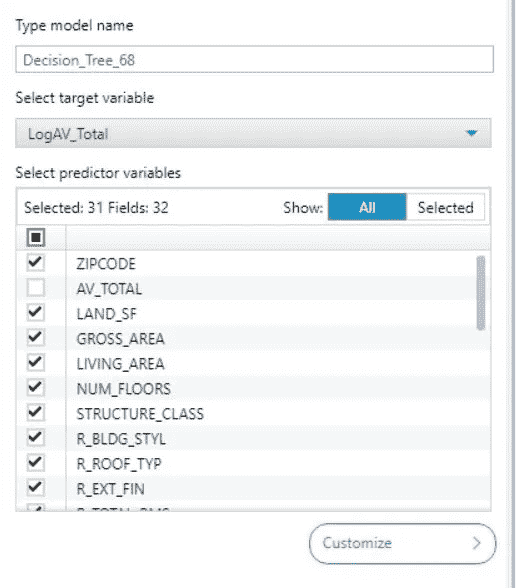 Type model name
Decision_Tree_68
Select target variable
LogAV_Total
Select predictor variables
Selected: 31 Fields: 32 Show: All Selected
ZIPCODE
AV_TOTAL
LAND_SF
GROSS_AREA
LIVING_AREA
NUM_FLOORS
STRUCTURE_CLASS
R_BLDG_STYL
R_ROOF_TYP
R_EXT_FIN
Customize